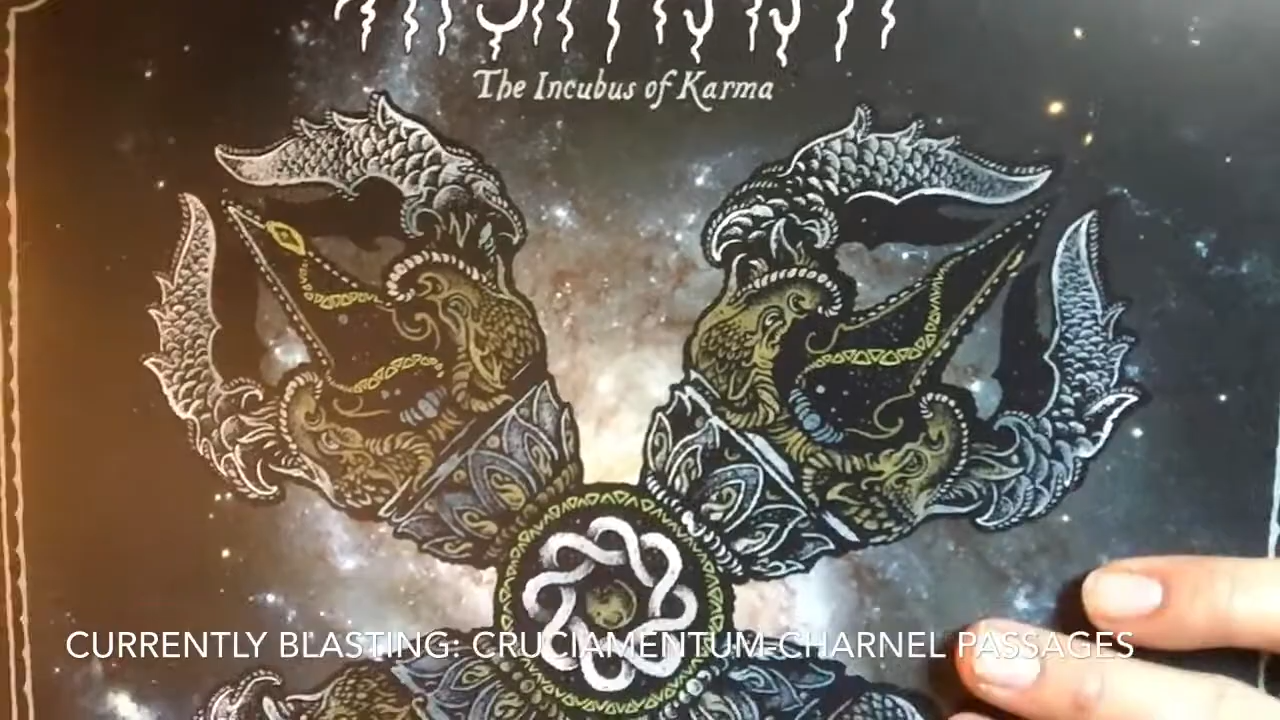 The Incubus of Karma
CURRENTLY BLASTING: CRUCIAMENTUM-CHARNEL PASSAGES